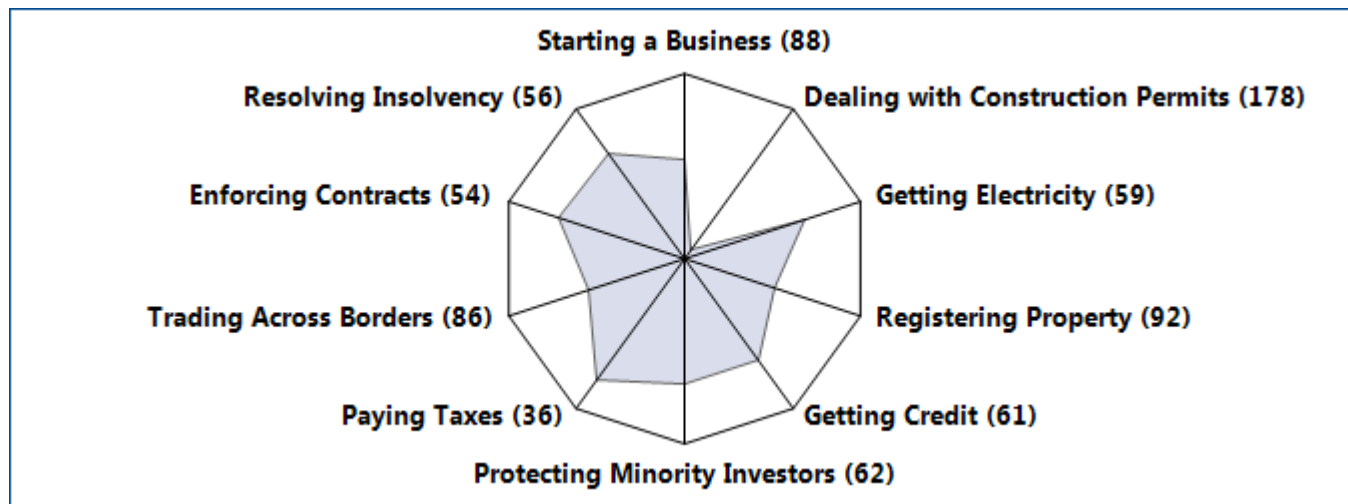 Starting a Business (88)
Resolving Insolvency (56)
Dealing with Construction Permits (178)
Enforcing Contracts (54)
Getting Electricity (59)
Trading Across Borders (86)
Registering Property (92)
Paying Taxes (36)
Getting Credit (61)
Protecting Minority Investors (62)